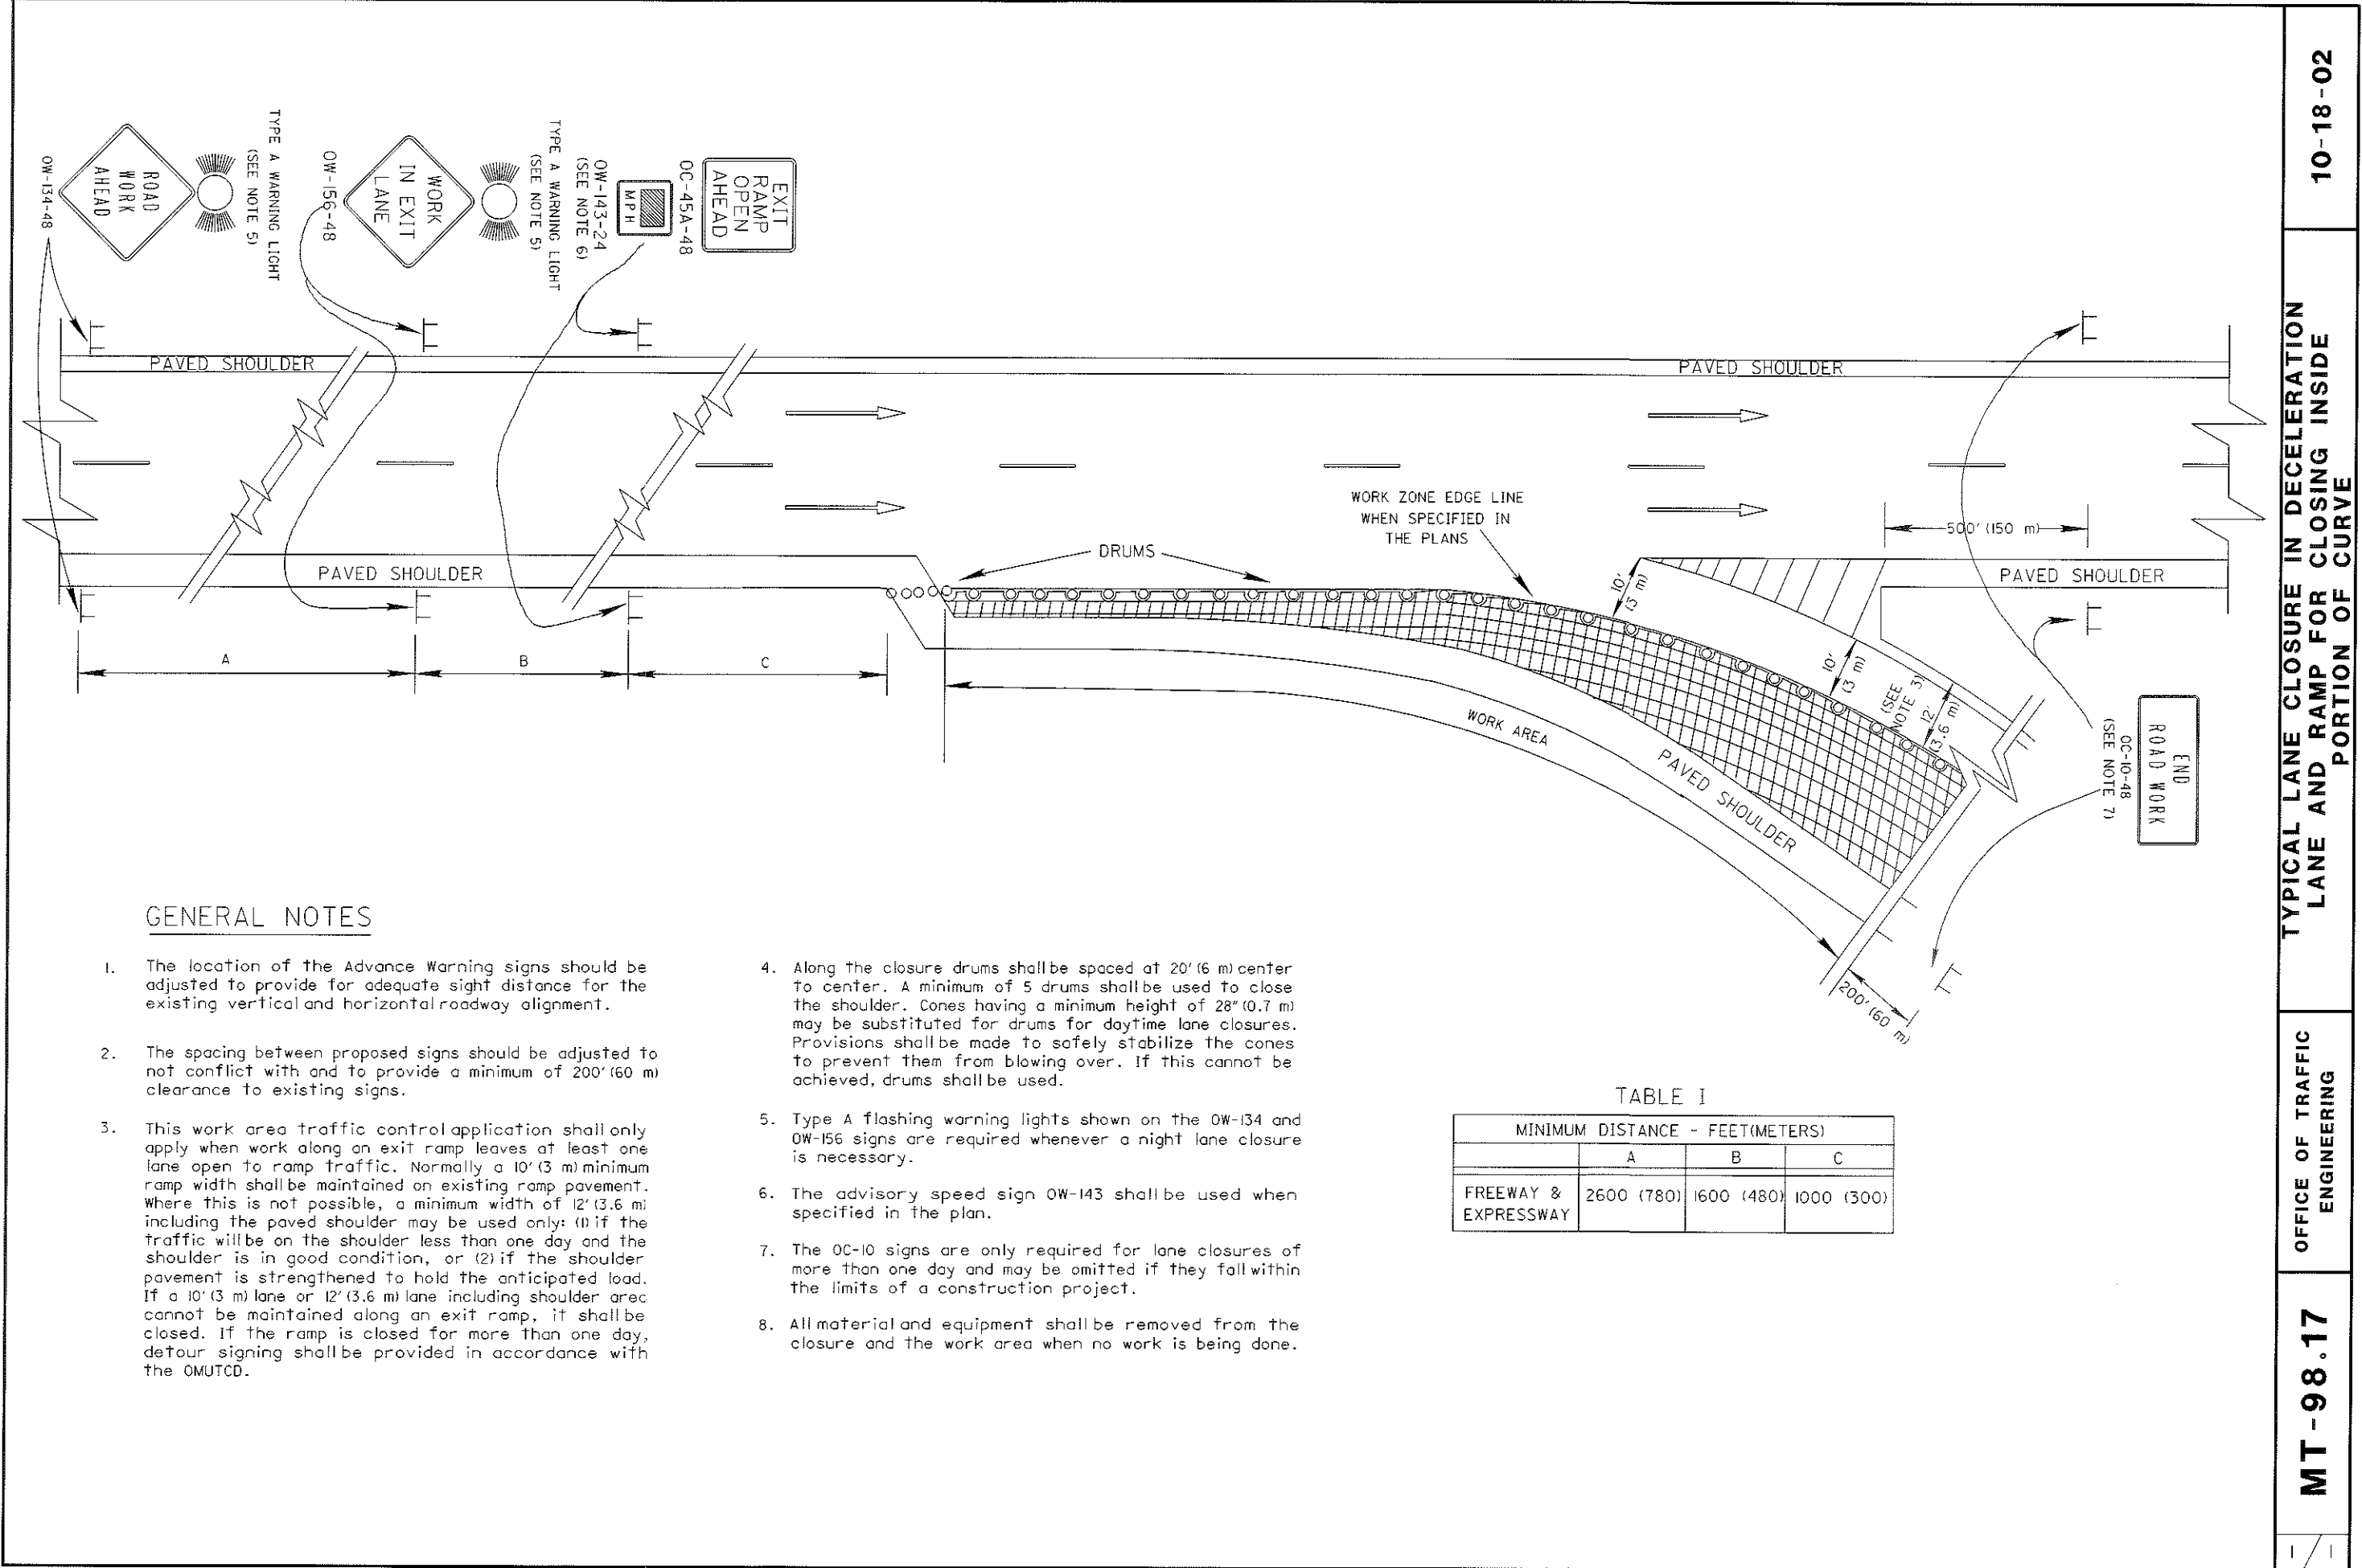 10-18-02
TYPICAL LANE CLOSURE IN DECELERATION
LANE AND RAMP FOR CLOSING INSIDE
PORTION OF CURVE
OFFICE OF TRAFFIC
ENGINEERING
MT-98.17
1/1
OW-134-48
ROAD
WORK
AHEAD
TYPE A WARNING LIGHT
(SEE NOTE 5)
OW-156-48
WORK
IN EXIT
LANE
TYPE A WARNING LIGHT
(SEE NOTE 5)
OW-143-24
(SEE NOTE 6)
MPH
OC-45A-48
EXIT
RAMP
OPEN
AHEAD
PAVED SHOULDER
PAVED SHOULDER
WORK ZONE EDGE LINE
WHEN SPECIFIED IN
THE PLANS
500' (150 m)
DRUMS
PAVED SHOULDER
PAVED SHOULDER
10'
(3 m)
10'
(3 m)
(SEE
NOTE 3)
12'
(3.6 m)
A
B
C
WORK AREA
PAVED SHOULDER
END
ROAD WORK
OC-10-48
(SEE NOTE 7)
200' (60 m)
GENERAL NOTES
1. The location of the Advance Warning signs should be
adjusted to provide for adequate sight distance for the
existing vertical and horizontal roadway alignment.
2. The spacing between proposed signs should be adjusted to
not conflict with and to provide a minimum of 200' (60 m)
clearance to existing signs.
3. This work area traffic control application shall only
apply when work along an exit ramp leaves at least one
lane open to ramp traffic. Normally a 10' (3 m) minimum
ramp width shall be maintained on existing ramp pavement.
Where this is not possible, a minimum width of 12' (3.6 m)
including the paved shoulder may be used only: (1) if the
traffic will be on the shoulder less than one day and the
shoulder is in good condition, or (2) if the shoulder
pavement is strengthened to hold the anticipated load.
If a 10' (3 m) lane or 12' (3.6 m) lane including shoulder area
cannot be maintained along an exit ramp, it shall be
closed. If the ramp is closed for more than one day,
detour signing shall be provided in accordance with
the OMUTCD.
4. Along the closure drums shall be spaced at 20' (6 m) center
to center. A minimum of 5 drums shall be used to close
the shoulder. Cones having a minimum height of 28" (0.7 m)
may be substituted for drums for daytime lane closures.
Provisions shall be made to safely stabilize the cones
to prevent them from blowing over. If this cannot be
achieved, drums shall be used.
5. Type A flashing warning lights shown on the OW-134 and
OW-156 signs are required whenever a night lane closure
is necessary.
6. The advisory speed sign OW-143 shall be used when
specified in the plan.
7. The OC-10 signs are only required for lane closures of
more than one day and may be omitted if they fall within
the limits of a construction project.
8. All material and equipment shall be removed from the
closure and the work area when no work is being done.
TABLE I
MINIMUM DISTANCE - FEET(METERS)
A B C
FREEWAY & 2600 (780) 1600 (480) 1000 (300)
EXPRESSWAY